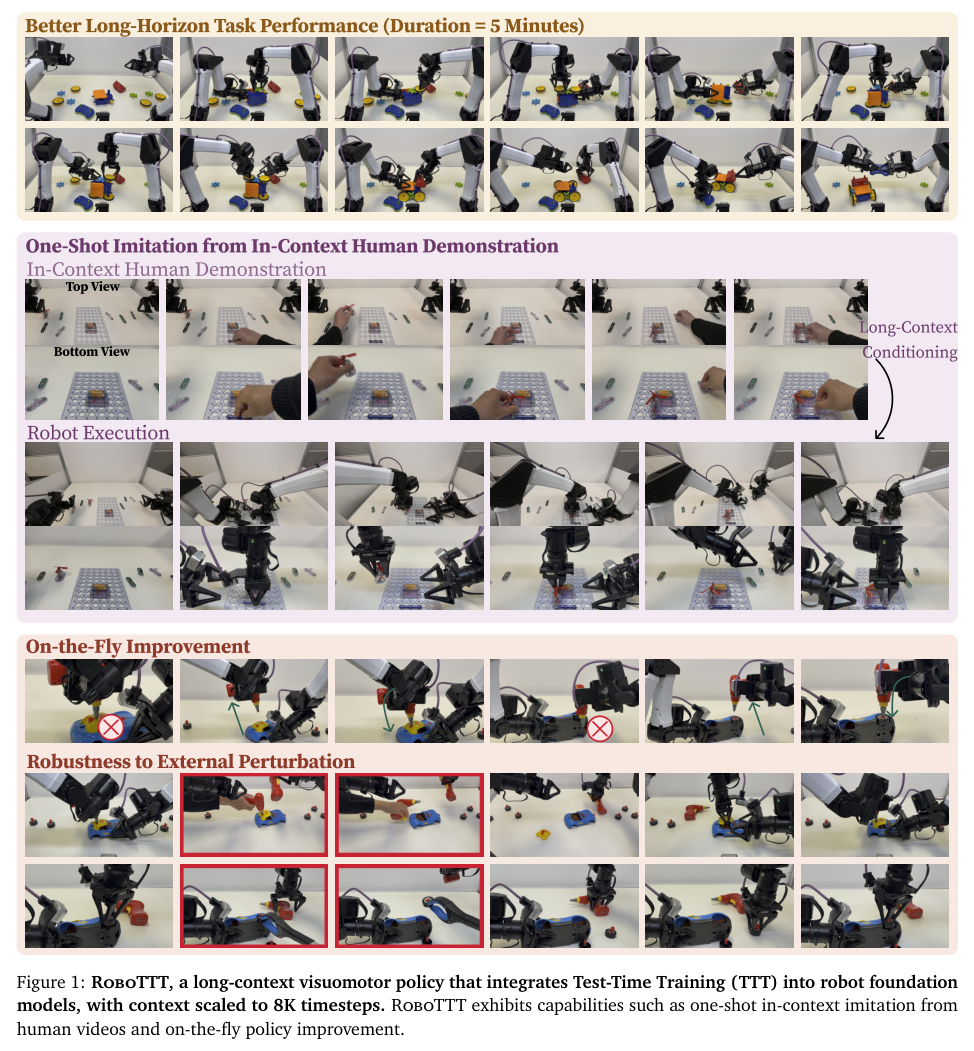 Better Long-Horizon Task Performance (Duration = 5 Minutes)
One-Shot Imitation from In-Context Human Demonstration
In-Context Human Demonstration
Top View
Bottom View
Long-Context
Conditioning
Robot Execution
On-the-Fly Improvement
Robustness to External Perturbation
Figure 1: RoboTTT, a long-context visuomotor policy that integrates Test-Time Training (TTT) into robot foundation
models, with context scaled to 8K timesteps. RoboTTT exhibits capabilities such as one-shot in-context imitation from
human videos and on-the-fly policy improvement.